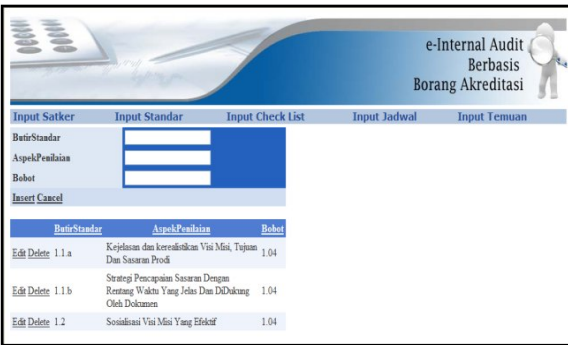 e-Internal Audit
Berbasis
Borang Akreditasi
Input Satker Input Standar Input Check List Input Jadwal Input Temuan
ButirStandar
AspekPenilaian
Bobot
Insert Cancel
ButirStandar AspekPenilaian Bobot
Edit Delete 1.1.a Kejelasan dan kerealistikan Visi Misi, Tujuan Dan Sasaran Prodi 1.04
Edit Delete 1.1.b Strategi Pencapaian Sasaran Dengan Rentang Waktu Yang Jelas Dan DiDukung Oleh Dokumen 1.04
Edit Delete 1.2 Sosialisasi Visi Misi Yang Efektif 1.04